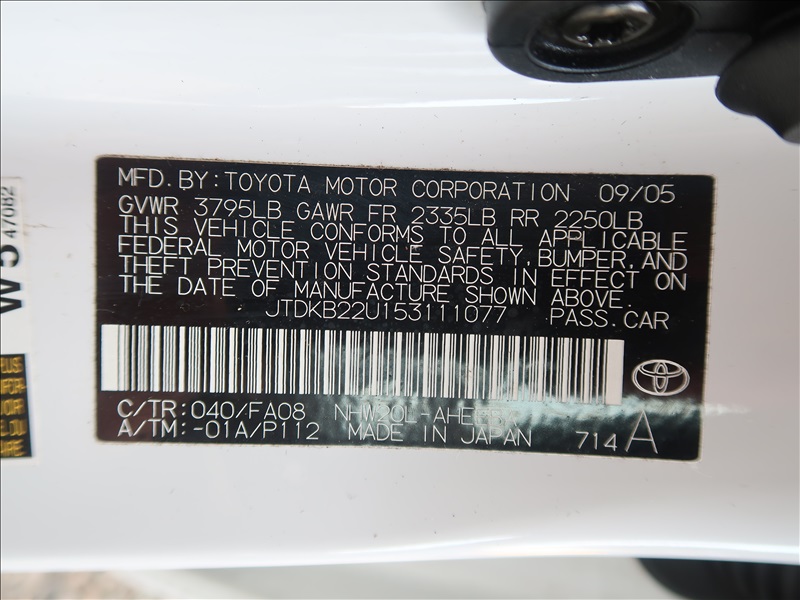 MFD.BY:TOYOTA MOTOR CORPORATION 09/05
GVWR 3795LB GAWR FR 2335LB RR 2250LB
THIS VEHICLE CONFORMS TO ALL APPLICABLE
FEDERAL MOTOR VEHICLE SAFETY,BUMPER,AND
THEFT PREVENTION STANDARDS IN EFFECT ON
THE DATE OF MANUFACTURE SHOWN ABOVE.
JTDKB22U153111077 PASS.CAR
C/TR:040/FA08
A/TM:-01A/P112 MADE IN JAPAN 714 A
W5 47082